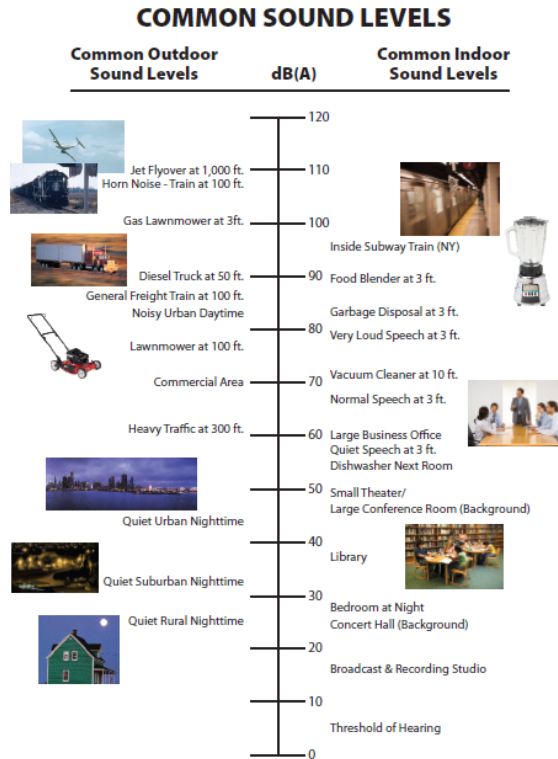 COMMON SOUND LEVELS
Common Outdoor
Sound Levels
dB(A)
Common Indoor
Sound Levels
120
Jet Flyover at 1,000 ft.
110
Horn Noise - Train at 100 ft.
Gas Lawnmower at 3ft.
100
Inside Subway Train (NY)
Diesel Truck at 50 ft.
90
Food Blender at 3 ft.
General Freight Train at 100 ft.
Noisy Urban Daytime
Garbage Disposal at 3 ft.
80
Very Loud Speech at 3 ft.
Lawnmower at 100 ft.
Vacuum Cleaner at 10 ft.
Commercial Area
70
Normal Speech at 3 ft.
Heavy Traffic at 300 ft.
60
Large Business Office
Quiet Speech at 3 ft.
Dishwasher Next Room
50
Small Theater/
Large Conference Room (Background)
Quiet Urban Nighttime
40
Library
Quiet Suburban Nighttime
30
Bedroom at Night
Quiet Rural Nighttime
Concert Hall (Background)
20
Broadcast & Recording Studio
10
Threshold of Hearing
0